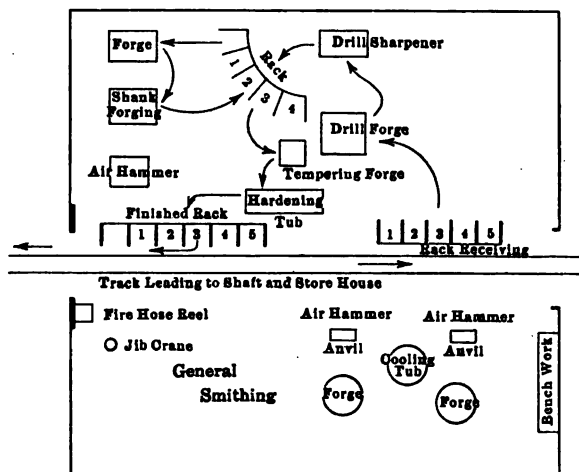 Forge
Rack
1
2
3
4
Drill Sharpener
Shank
Forging
Drill Forge
Air Hammer
Tempering Forge
Hardening
Tub
Finished Rack
1 2 3 4 5
1 2 3 4 5
Rack Receiving
Track Leading to Shaft and Store House
Fire Hose Reel
Jib Crane
General
Smithing
Air Hammer
Anvil
Cooling
Tub
Air Hammer
Anvil
Forge
Forge
Bench Work